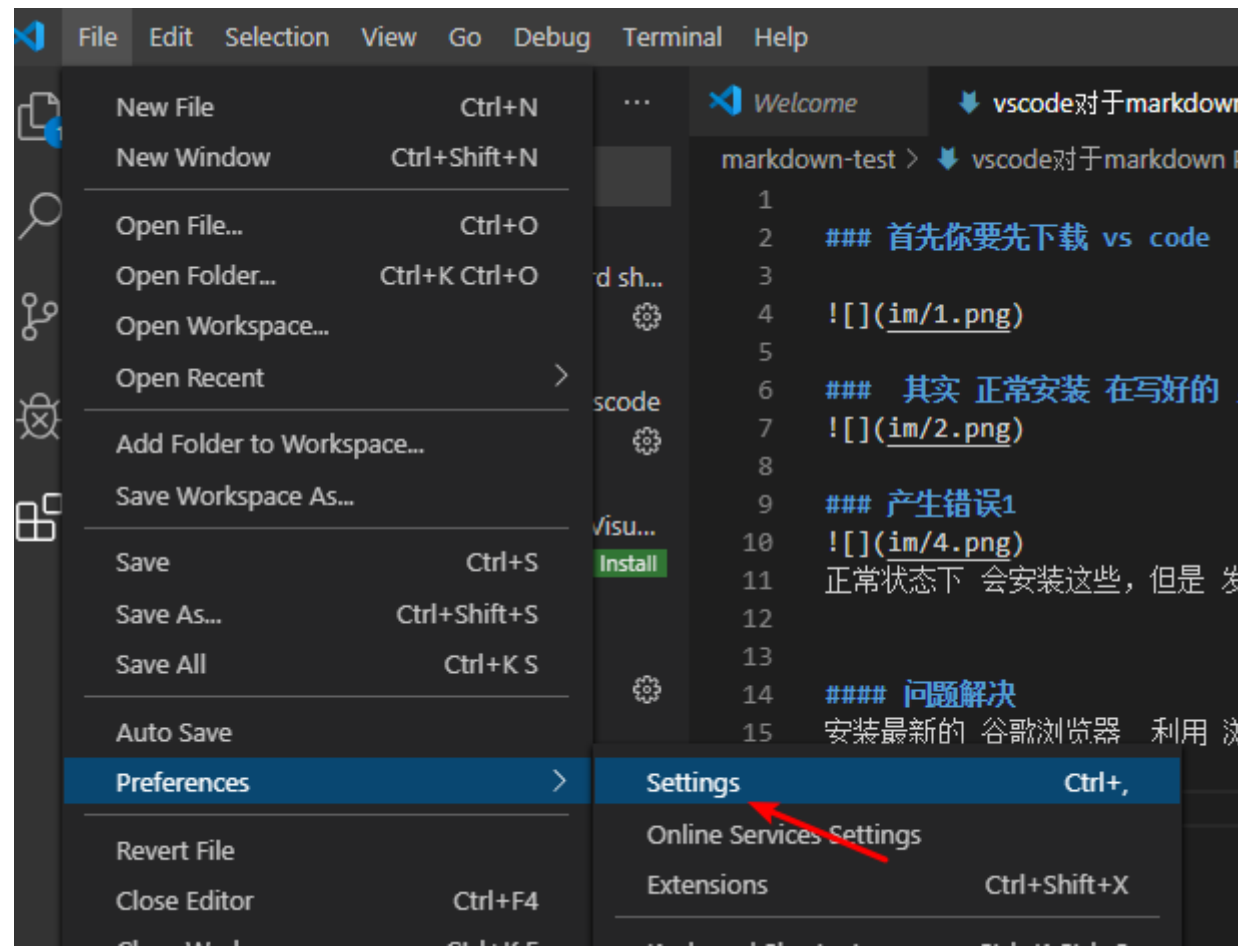 File Edit Selection View Go Debug Terminal Help
New File Ctrl+N
New Window Ctrl+Shift+N
Open File... Ctrl+O
Open Folder... Ctrl+K Ctrl+O
Open Workspace...
Open Recent
Add Folder to Workspace...
Save Workspace As...
Save Ctrl+S
Save As... Ctrl+Shift+S
Save All Ctrl+K S
Auto Save
Preferences
Revert File
Close Editor Ctrl+F4
Settings Ctrl+,
Online Services Settings
Extensions Ctrl+Shift+X
...
d sh...
scode
Visu...
Install
Welcome vscode对于markdown
markdown-test > vscode对于markdown
1
2 ### 首先你要先下载 vs code
3
4 ![](im/1.png)
5
6 ### 其实 正常安装 在写好的
7 ![](im/2.png)
8
9 ### 产生错误1
10 ![](im/4.png)
11 正常状态下 会安装这些，但是 发
12
13
14 #### 问题解决
15 安装最新的 谷歌浏览器 利用 浏